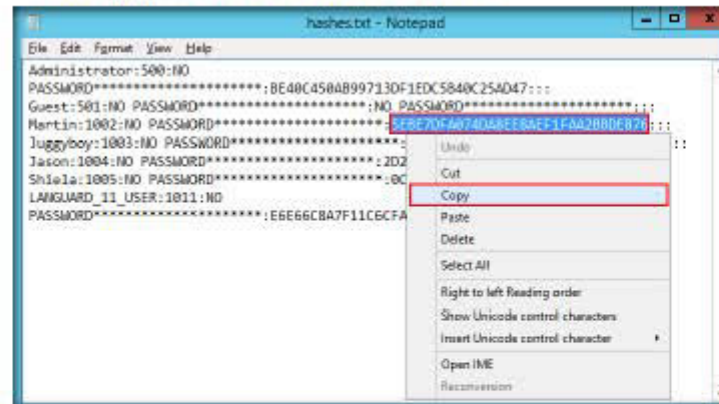 hashes.txt - Notepad
File Edit Format View Help
Administrator:500:NO
PASSWORD*********************:BE40C450AB99713DF1EDC5B40C25AD47:::
Guest:501:NO PASSWORD*********************:NO PASSWORD*********************:::
Martin:1002:NO PASSWORD*********************:5EBE7DFA074DA8EE8AEF1FAA2BBDE876:::
Juggyboy:1003:NO PASSWORD*********************: ::
Jason:1004:NO PASSWORD*********************:2D2
Shiela:1005:NO PASSWORD*********************:0C
LANGUARD_11_USER:1011:NO
PASSWORD*********************:E6E66C8A7F11C6CFA
Undo
Cut
Copy
Paste
Delete
Select All
Right to left Reading order
Show Unicode control characters
Insert Unicode control character
Open IME
Reconversion